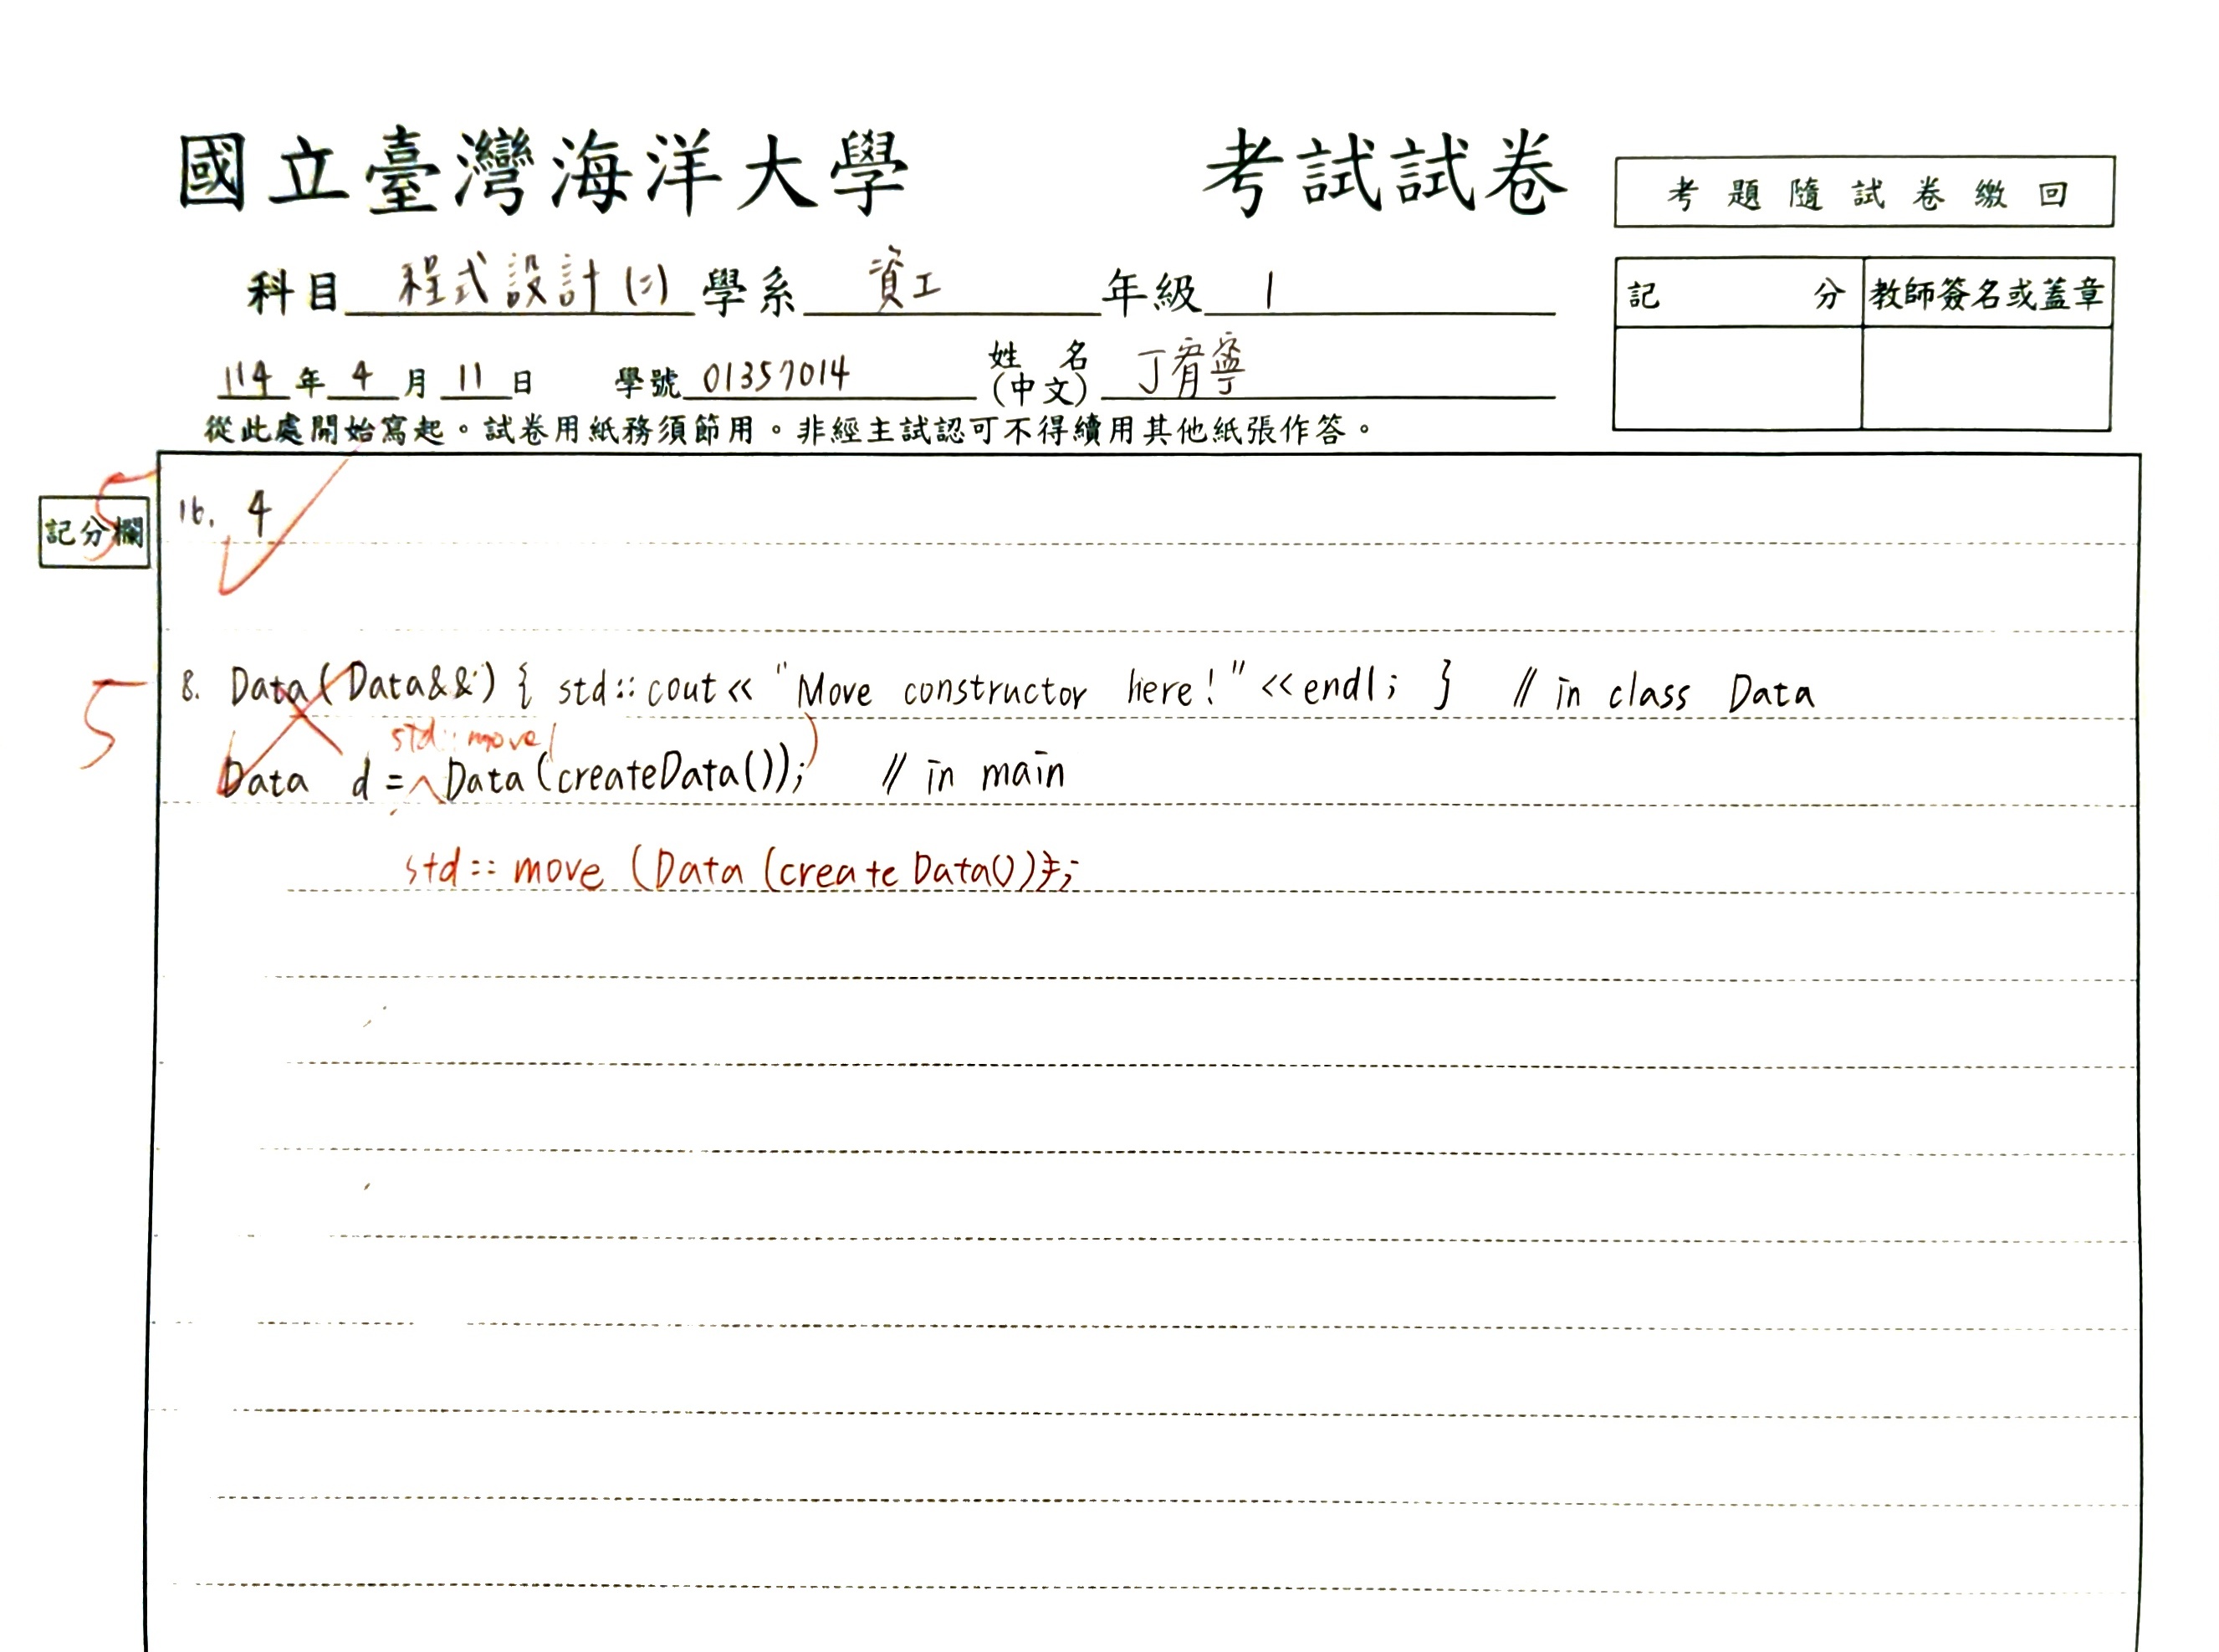 國立臺灣海洋大學 考試試卷
考題隨試卷繳回
科目 程式設計(二) 學系 資工 年級 1
記 分 教師簽名或蓋章
114 年 4 月 11 日 學號 01357014 姓名(中文) 丁宥寧
從此處開始寫起。試卷用紙務須節用。非經主試認可不得續用其他紙張作答。
記分欄
5
16. 4
5
8. Data(Data&&) { std::cout << "Move constructor here!" << endl; } // in class Data
std::move( )
Data d = Data(createData()); // in main
std::move (Data (createData()));